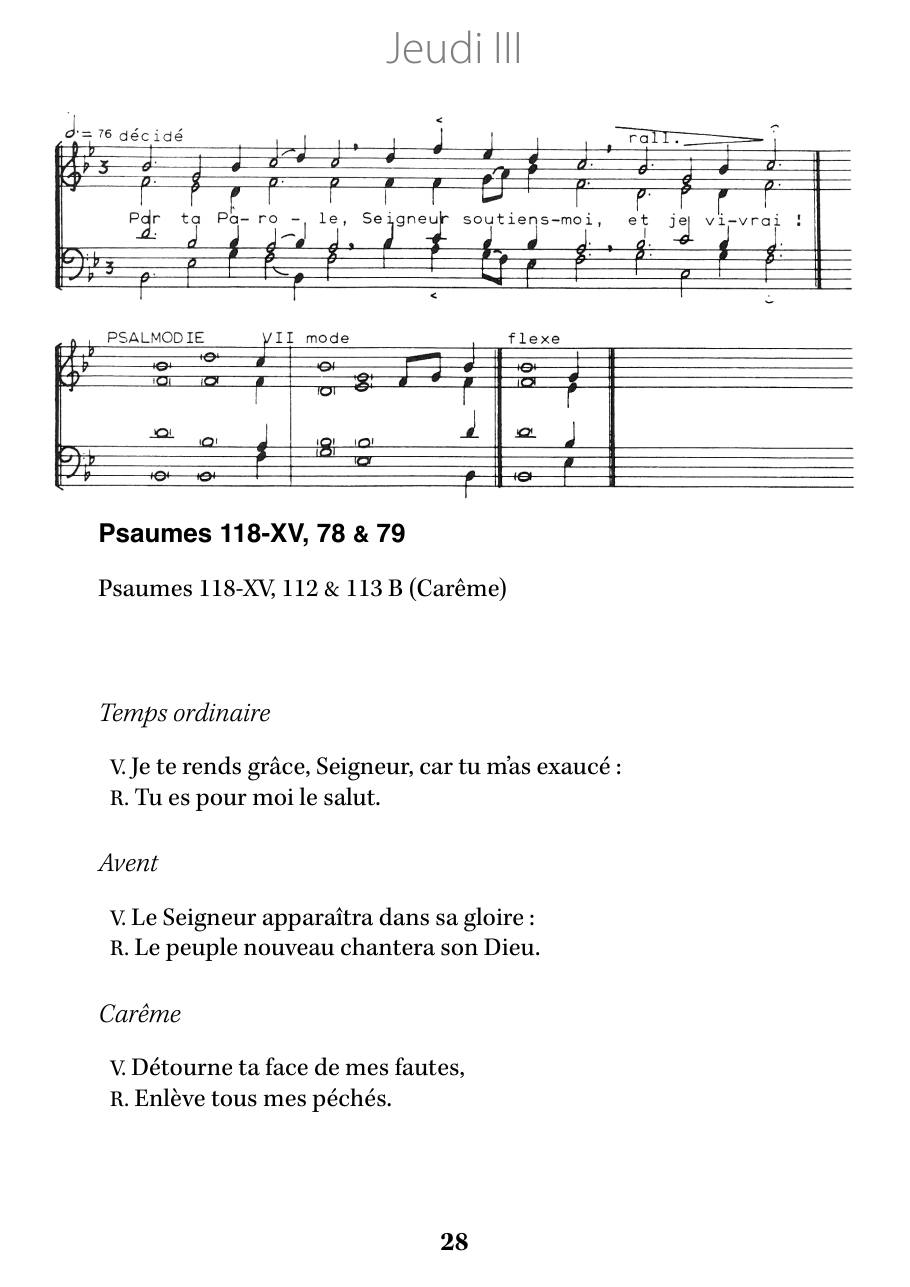 Jeudi III
= 76 décidé
rall.
Par ta Pa-ro-le, Seigneur soutiens-moi, et je vi-vrai !
PSALMODIE VII mode flexe
Psaumes 118-XV, 78 & 79
Psaumes 118-XV, 112 & 113 B (Carême)
Temps ordinaire
V. Je te rends grâce, Seigneur, car tu m’as exaucé :
R. Tu es pour moi le salut.
Avent
V. Le Seigneur apparaîtra dans sa gloire :
R. Le peuple nouveau chantera son Dieu.
Carême
V. Détourne ta face de mes fautes,
R. Enlève tous mes péchés.
28